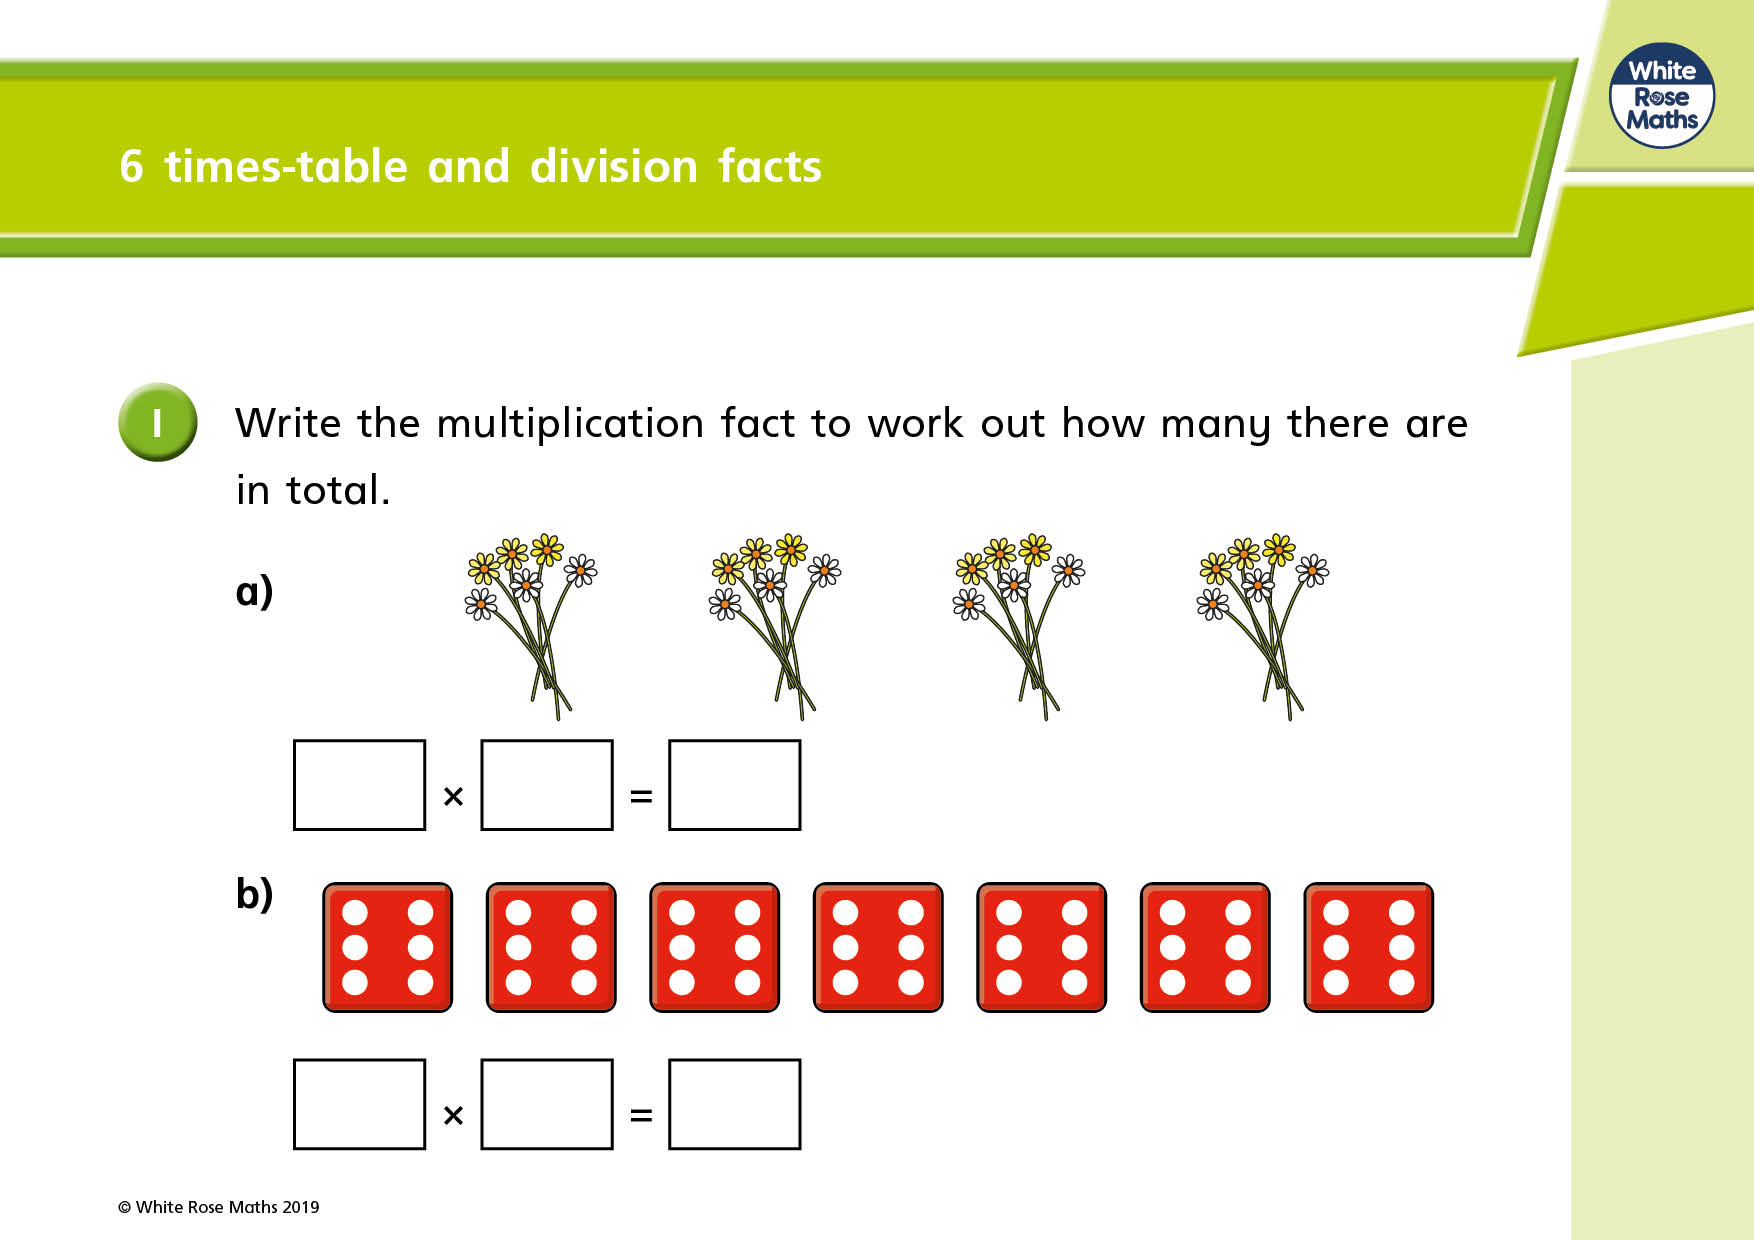 White
Rose
Maths
6 times-table and division facts
1 Write the multiplication fact to work out how many there are
in total.
a)
× =
b)
× =
© White Rose Maths 2019